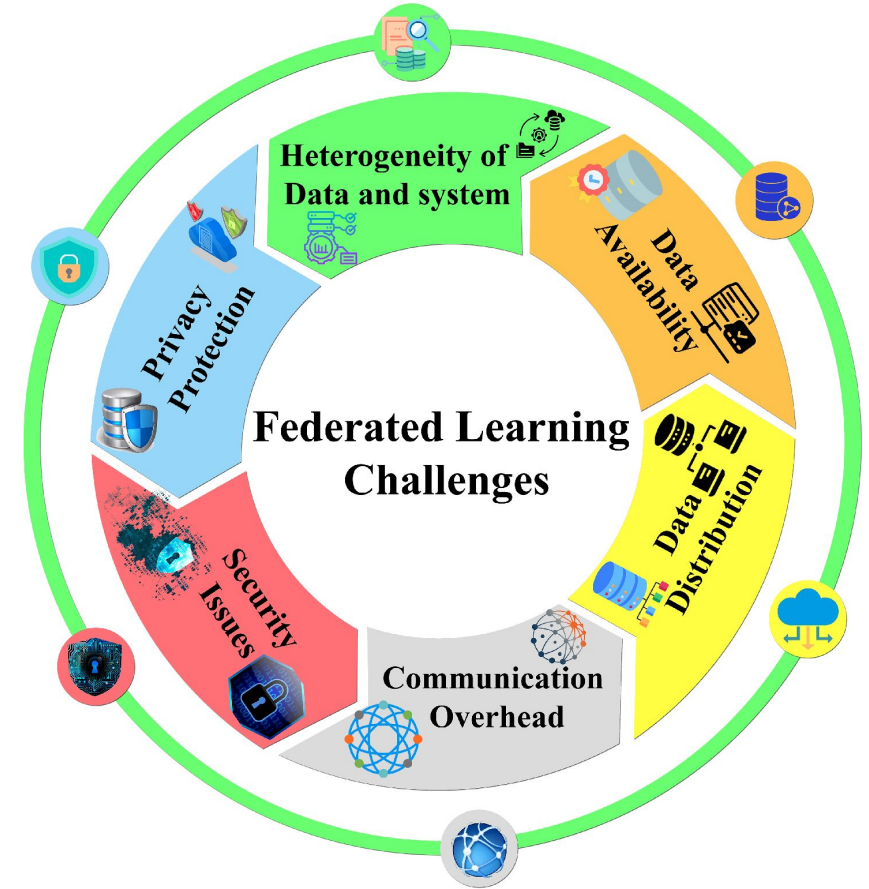 Heterogeneity of
Data and system
Data
Availability
Data
Distribution
Communication
Overhead
Security
Issues
Privacy
Protection
Federated Learning
Challenges